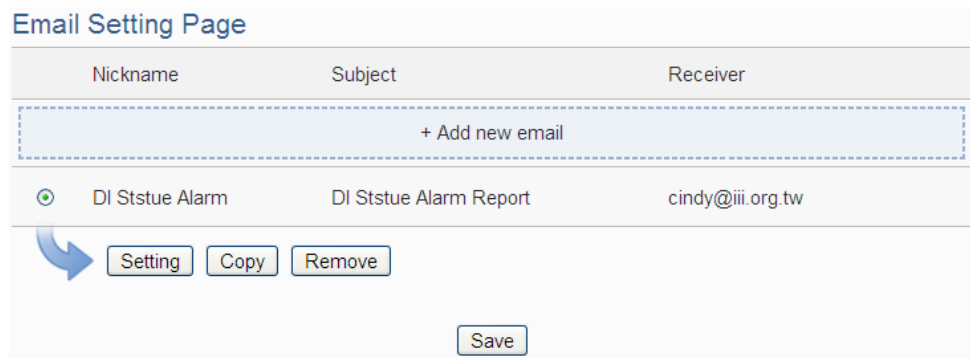 Email Setting Page
Nickname Subject Receiver
+ Add new email
DI Ststue Alarm DI Ststue Alarm Report cindy@iii.org.tw
Setting Copy Remove
Save